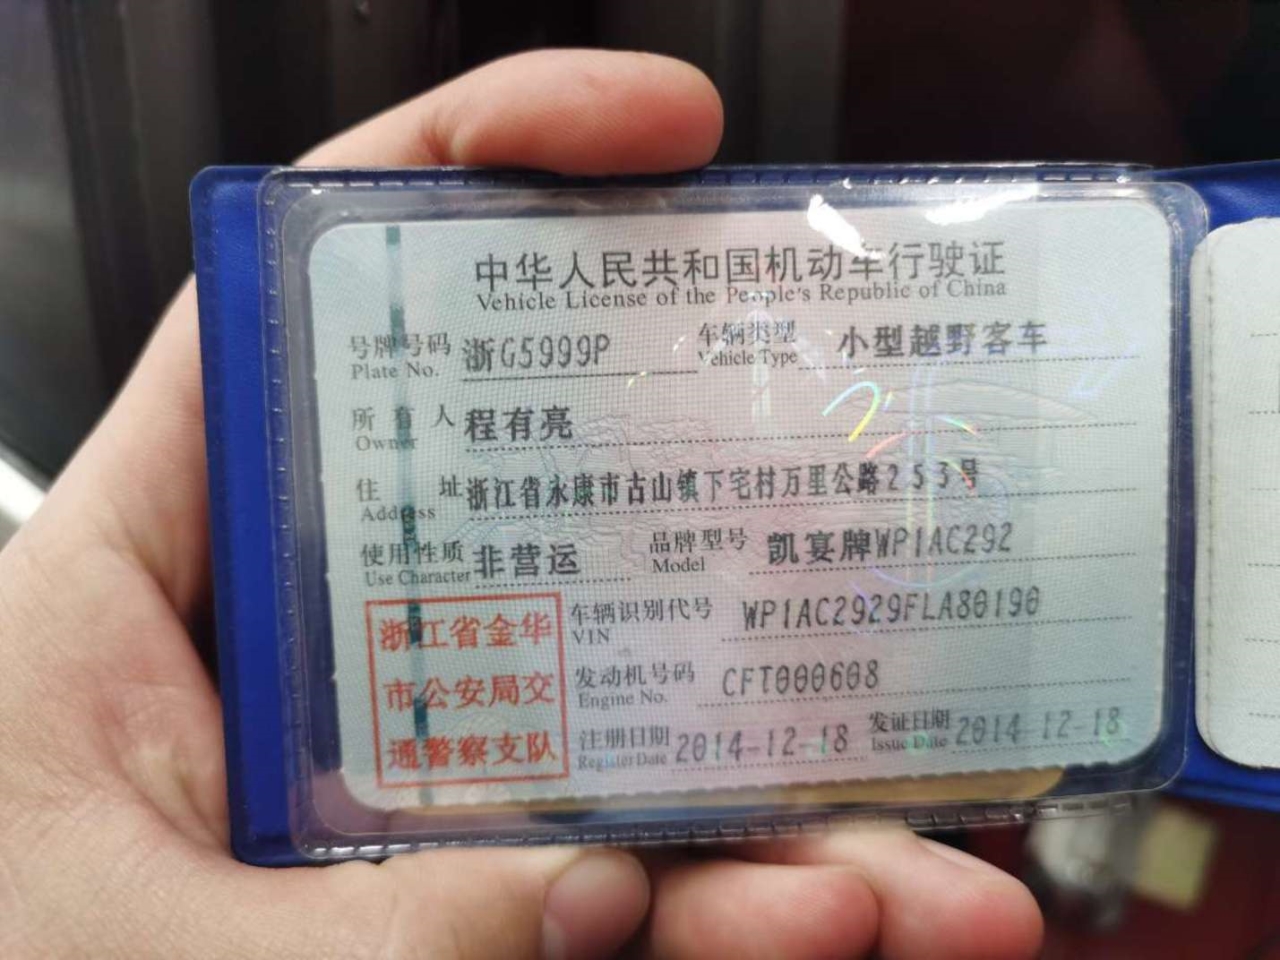 中华人民共和国机动车行驶证
Vehicle License of the People's Republic of China
号牌号码 浙G5999P 车辆类型 小型越野客车
Plate No. Vehicle Type
所有人 程有亮
Owner
住址 浙江省永康市古山镇下宅村万里公路253号
Address
使用性质 非营运 品牌型号 凯宴牌WP1AC292
Use Character Model
浙江省金华 车辆识别代号 WP1AC2929FLA80190
VIN
市公安局交 发动机号码 CFT000608
Engine No.
通警察支队 注册日期 2014-12-18 发证日期 2014-12-18
Register Date Issue Date